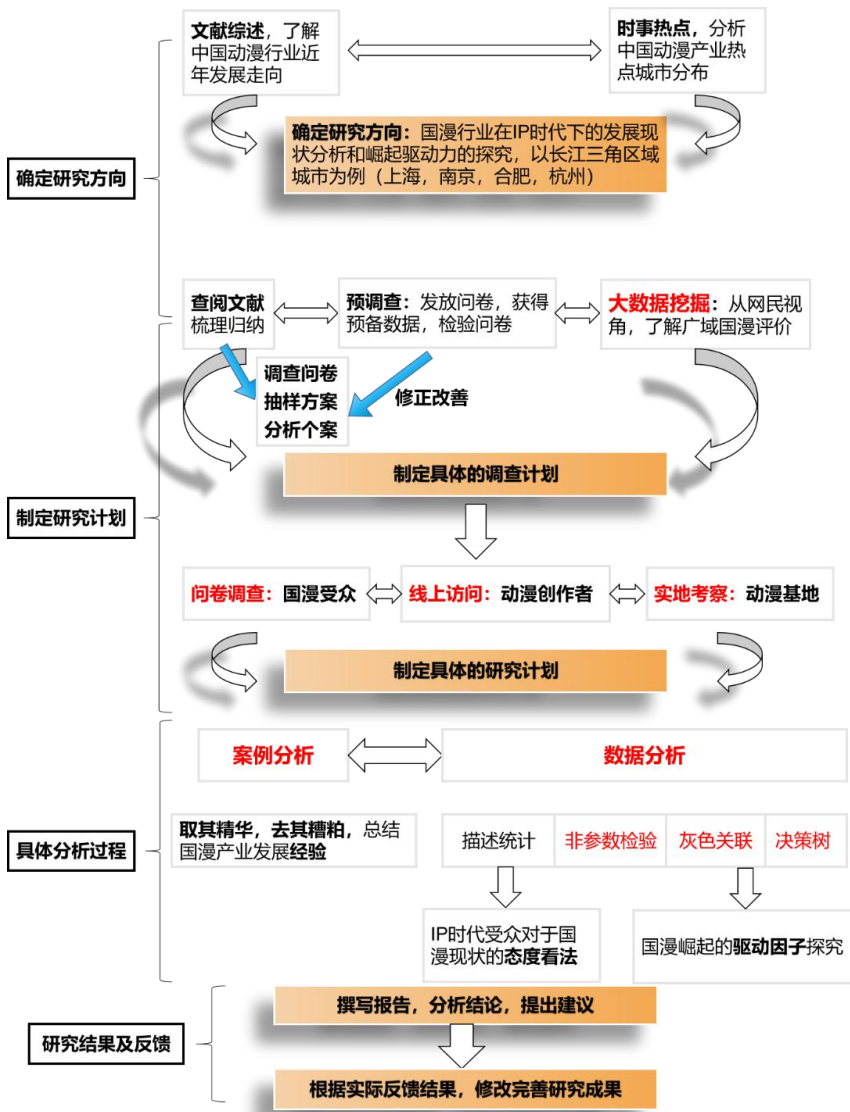 文献综述，了解
中国动漫行业近
年发展走向
时事热点，分析
中国动漫产业热
点城市分布
确定研究方向：国漫行业在IP时代下的发展现
状分析和崛起驱动力的探究，以长江三角区域
城市为例（上海，南京，合肥，杭州）
确定研究方向
查阅文献
梳理归纳
预调查：发放问卷，获得
预备数据，检验问卷
大数据挖掘：从网民视
角，了解广域国漫评价
调查问卷
抽样方案
分析个案
修正改善
制定具体的调查计划
制定研究计划
问卷调查：国漫受众
线上访问：动漫创作者
实地考察：动漫基地
制定具体的研究计划
案例分析
数据分析
具体分析过程
取其精华，去其糟粕，总结
国漫产业发展经验
描述统计
非参数检验
灰色关联
决策树
IP时代受众对于国
漫现状的态度看法
国漫崛起的驱动因子探究
撰写报告，分析结论，提出建议
研究结果及反馈
根据实际反馈结果，修改完善研究成果